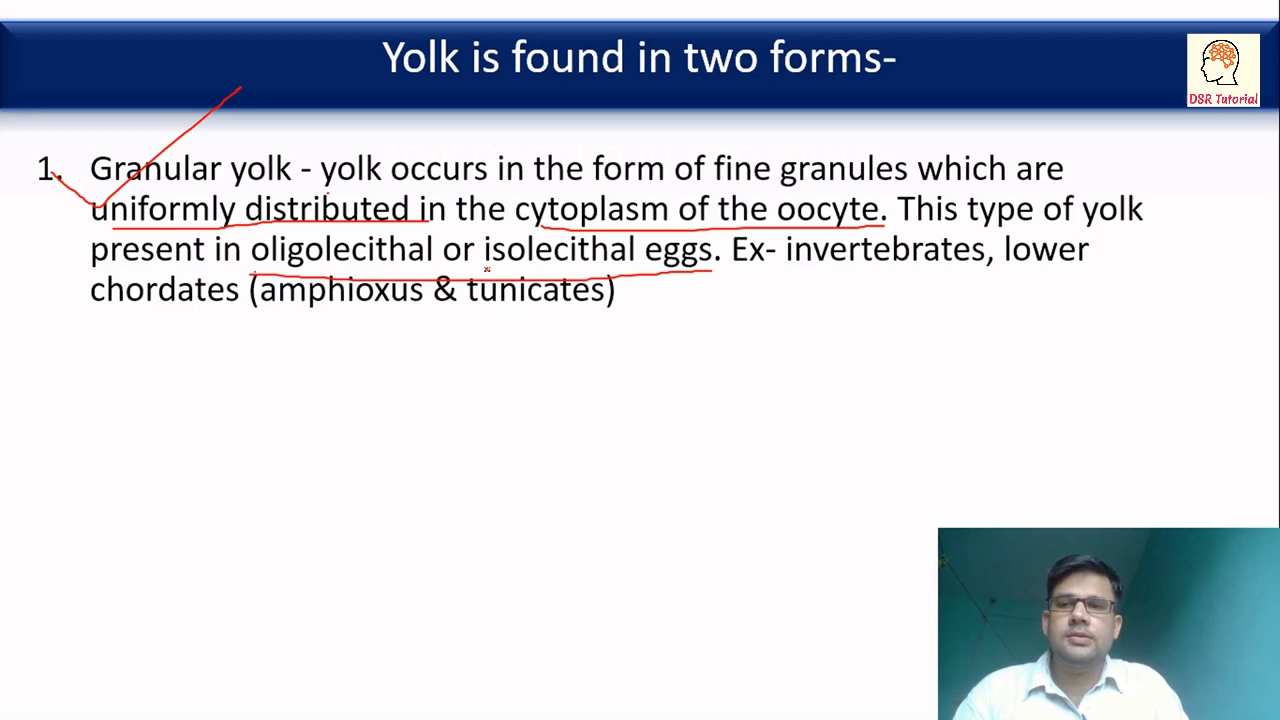 Yolk is found in two forms-
DSR Tutorial
1. Granular yolk - yolk occurs in the form of fine granules which are
uniformly distributed in the cytoplasm of the oocyte. This type of yolk
present in oligolecithal or isolecithal eggs. Ex- invertebrates, lower
chordates (amphioxus & tunicates)